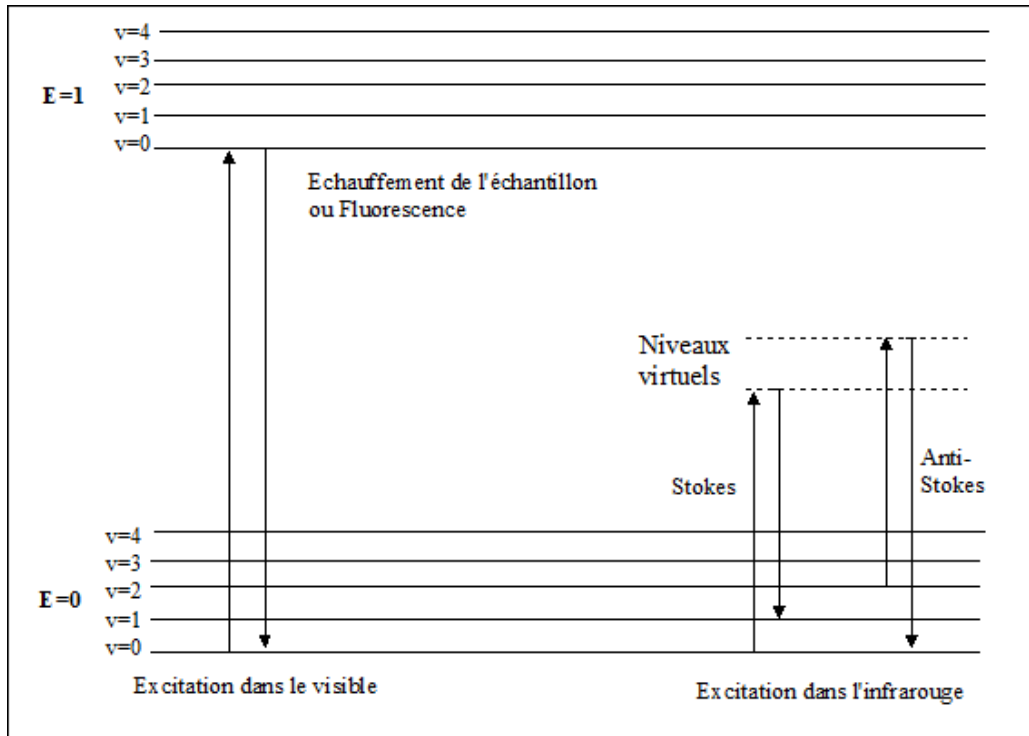 v=4
v=3
v=2
E=1
v=1
v=0
Echauffement de l'échantillon
ou Fluorescence
Niveaux
virtuels
Anti-
Stokes
Stokes
v=4
v=3
v=2
E=0
v=1
v=0
Excitation dans le visible
Excitation dans l'infrarouge